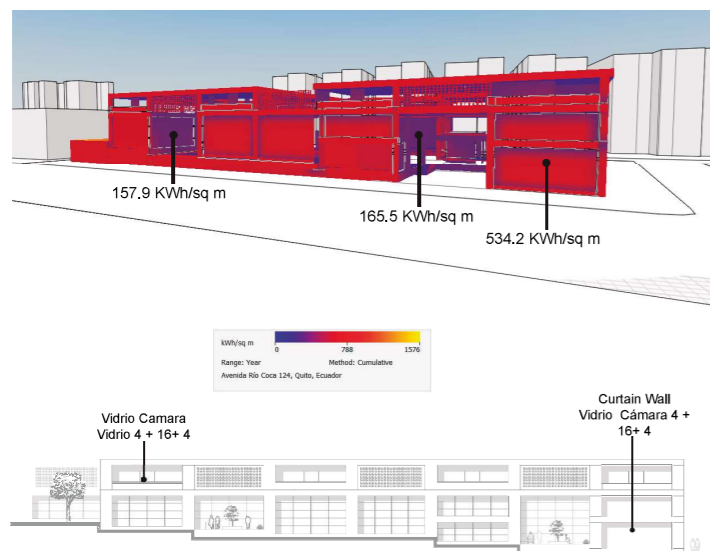 157.9 KWh/sq m
165.5 KWh/sq m
534.2 KWh/sq m
kWh/sq m
0
788
1576
Range: Year
Method: Cumulative
Avenida Río Coca 124, Quito, Ecuador
Vidrio Camara
Vidrio 4 + 16+ 4
Curtain Wall
Vidrio Cámara 4 +
16+ 4